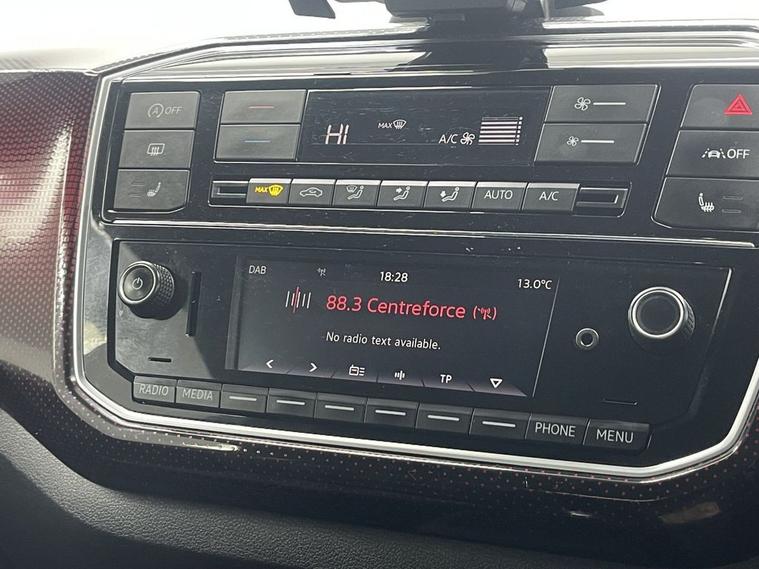 OFF
HI
MAX
A/C
OFF
MAX
AUTO
A/C
DAB
18:28
13.0°C
88.3 Centreforce
No radio text available.
< > TP
RADIO
MEDIA
PHONE
MENU